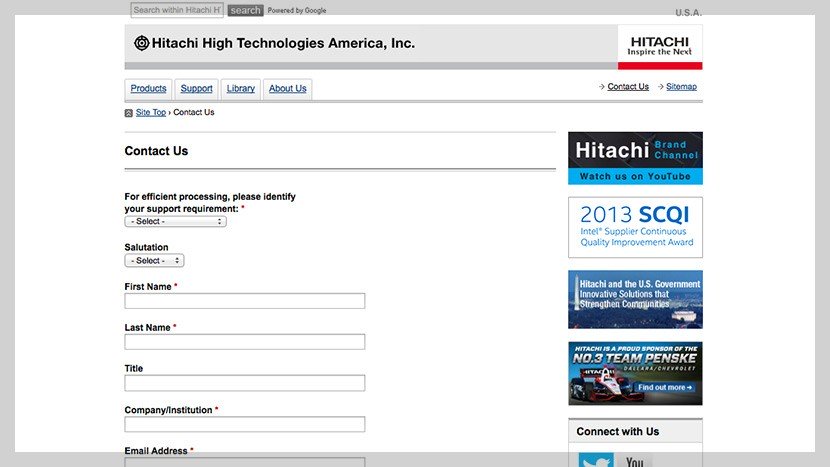 Search within Hitachi H
search
Powered by Google
U.S.A.
Hitachi High Technologies America, Inc.
HITACHI
Inspire the Next
Products
Support
Library
About Us
Contact Us
Sitemap
Site Top › Contact Us
Contact Us
For efficient processing, please identify
your support requirement: *
- Select -
Salutation
- Select -
First Name *
Last Name *
Title
Company/Institution *
Email Address *
Hitachi Brand
Channel
Watch us on YouTube
2013 SCQI
Intel® Supplier Continuous
Quality Improvement Award
Hitachi and the U.S. Government
Innovative Solutions that
Strengthen Communities
HITACHI IS A PROUD SPONSOR OF THE
NO.3 TEAM PENSKE
DALLARA/CHEVROLET
HITACHI
Find out more
Connect with Us
You